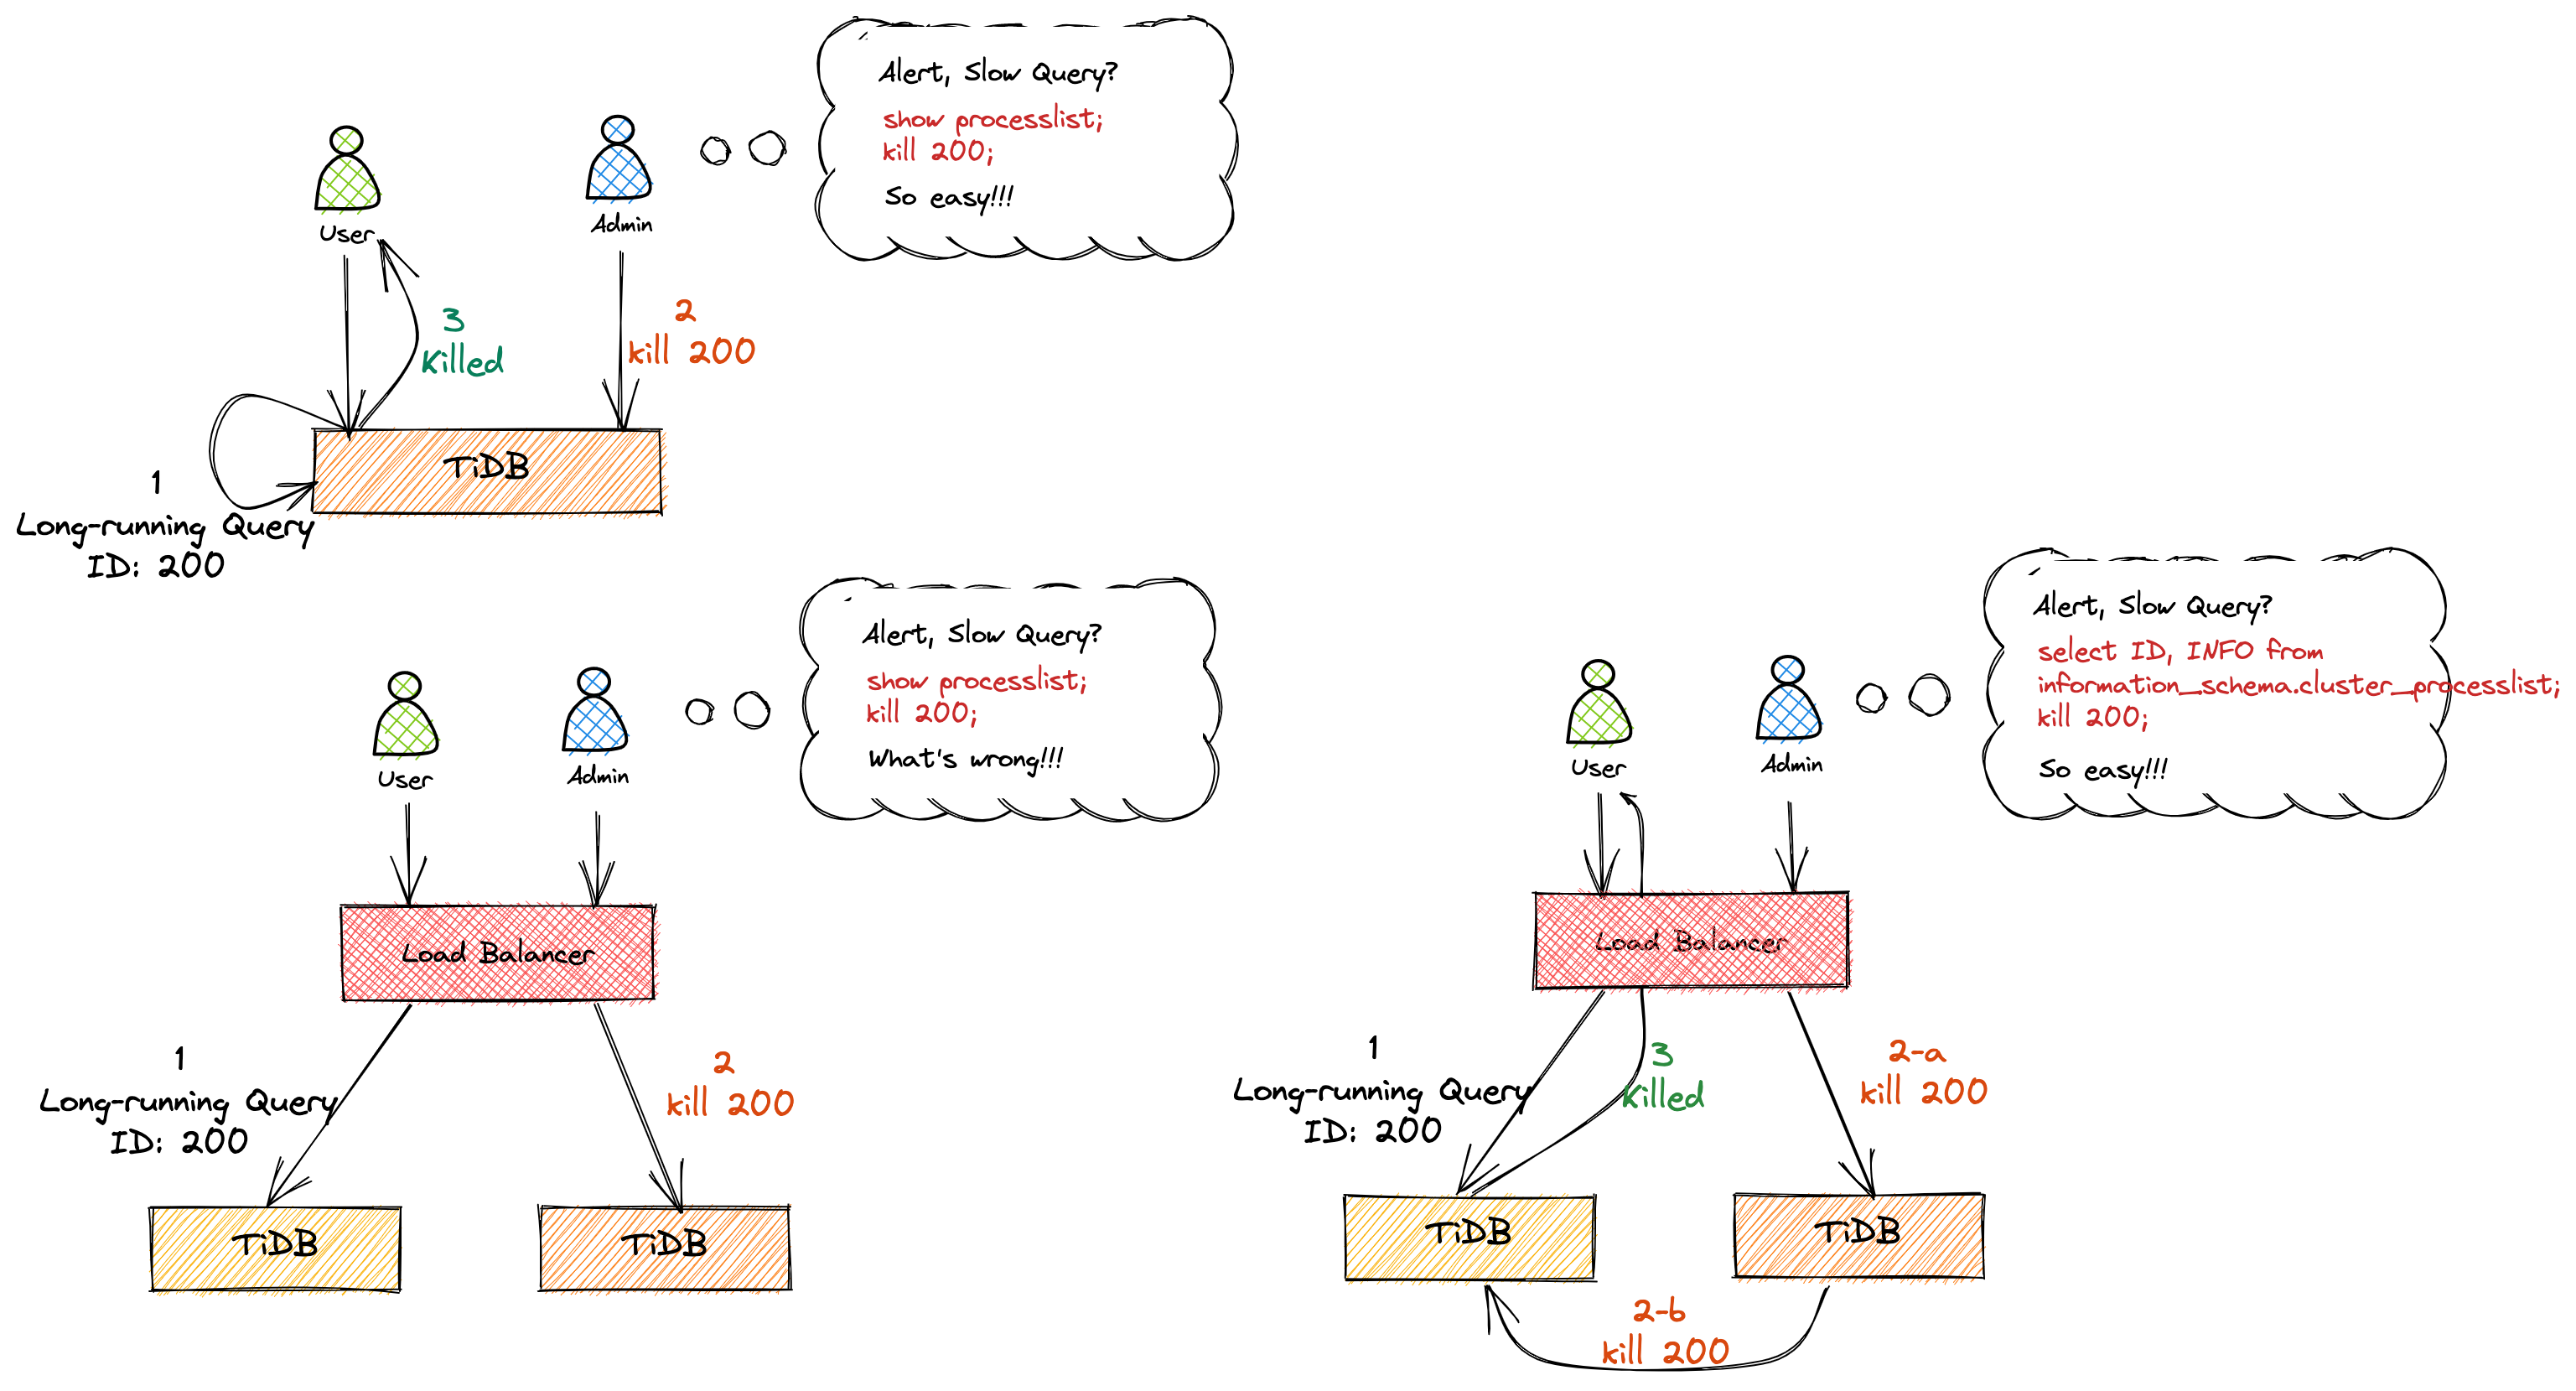 Alert, Slow Query?
show processlist;
kill 200;
So easy!!!
User
Admin
3
Killed
2
kill 200
TiDB
1
Long-running Query
ID: 200
Alert, Slow Query?
show processlist;
kill 200;
What's wrong!!!
User
Admin
Load Balancer
1
Long-running Query
ID: 200
2
kill 200
TiDB
TiDB
Alert, Slow Query?
select ID, INFO from
information_schema.cluster_processlist;
kill 200;
So easy!!!
User
Admin
Load Balancer
1
Long-running Query
ID: 200
3
Killed
2-a
kill 200
TiDB
TiDB
2-b
kill 200